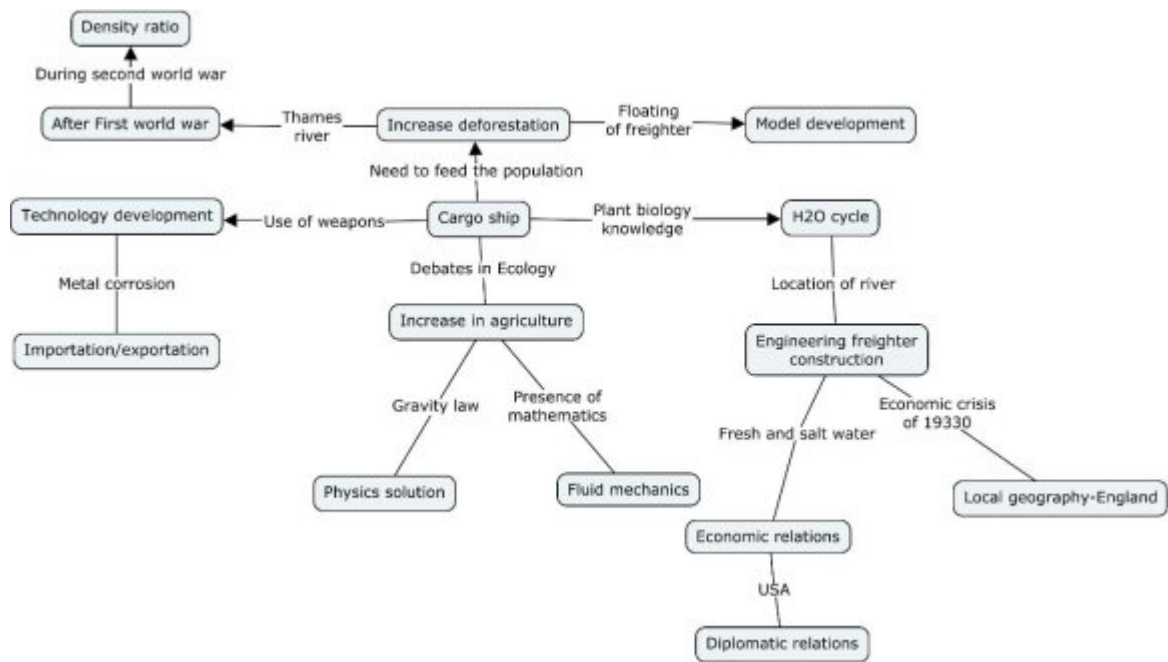 Density ratio
During second world war
After First world war
Thames
river
Increase deforestation
Floating
of freighter
Model development
Need to feed the population
Technology development
Use of weapons
Cargo ship
Plant biology
knowledge
H2O cycle
Debates in Ecology
Metal corrosion
Location of river
Increase in agriculture
Importation/exportation
Engineering freighter
construction
Gravity law
Presence of
mathematics
Economic crisis
of 19330
Fresh and salt water
Physics solution
Fluid mechanics
Local geography-England
Economic relations
USA
Diplomatic relations